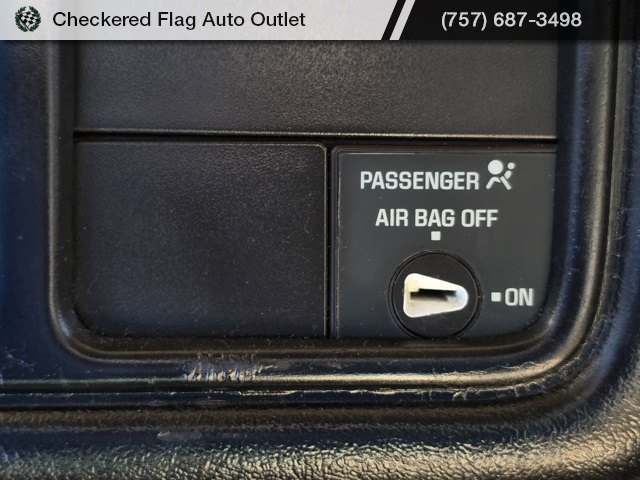 Checkered Flag Auto Outlet
(757) 687-3498
PASSENGER
AIR BAG OFF
ON